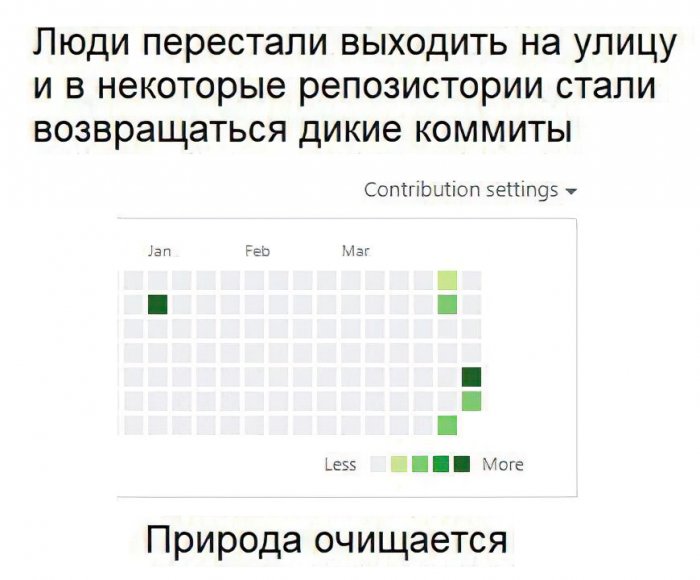 Люди перестали выходить на улицу
и в некоторые репозистории стали
возвращаться дикие коммиты
Contribution settings
Jan
Feb
Mar
Less
More
Природа очищается